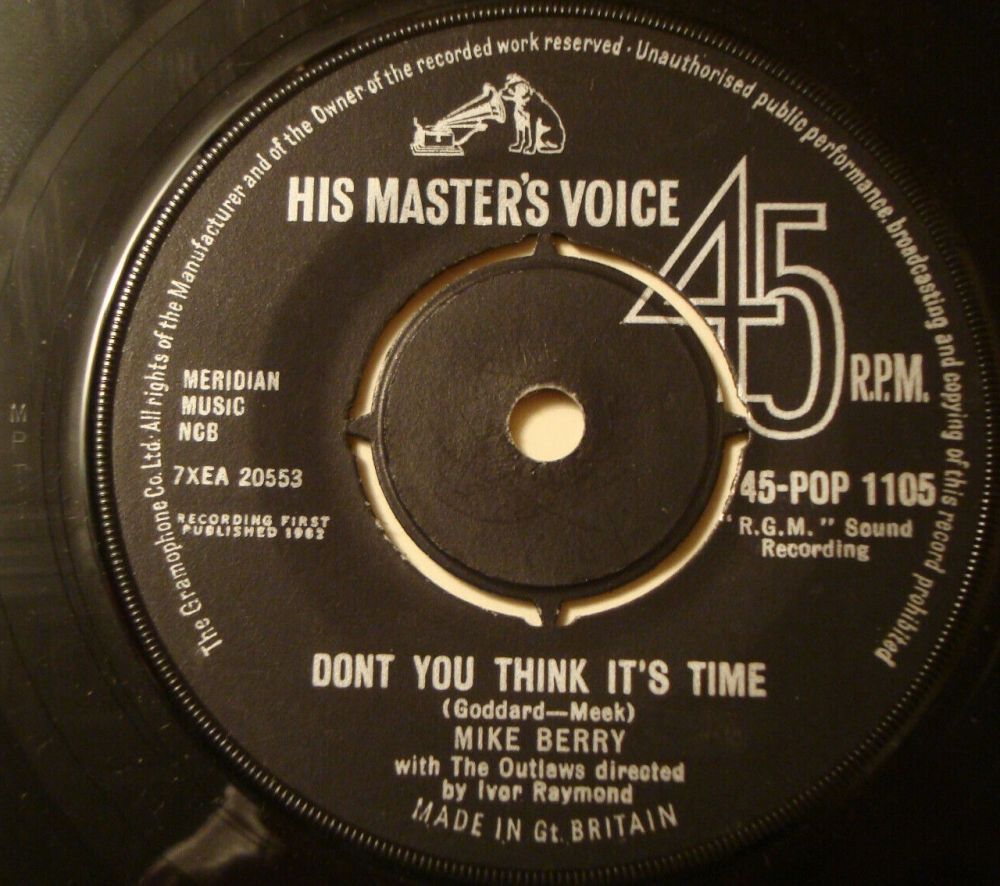 The Gramophone Co. Ltd. All rights of the Manufacturer and of the Owner of the recorded work reserved · Unauthorised public performance, broadcasting and copying of this record prohibited
HIS MASTER'S VOICE
45
R.P.M.
MERIDIAN
MUSIC
NCB
7XEA 20553
RECORDING FIRST
PUBLISHED 1962
45-POP 1105
"R.G.M." Sound
Recording
DONT YOU THINK IT'S TIME
(Goddard—Meek)
MIKE BERRY
with The Outlaws directed
by Ivor Raymond
MADE IN Gt. BRITAIN